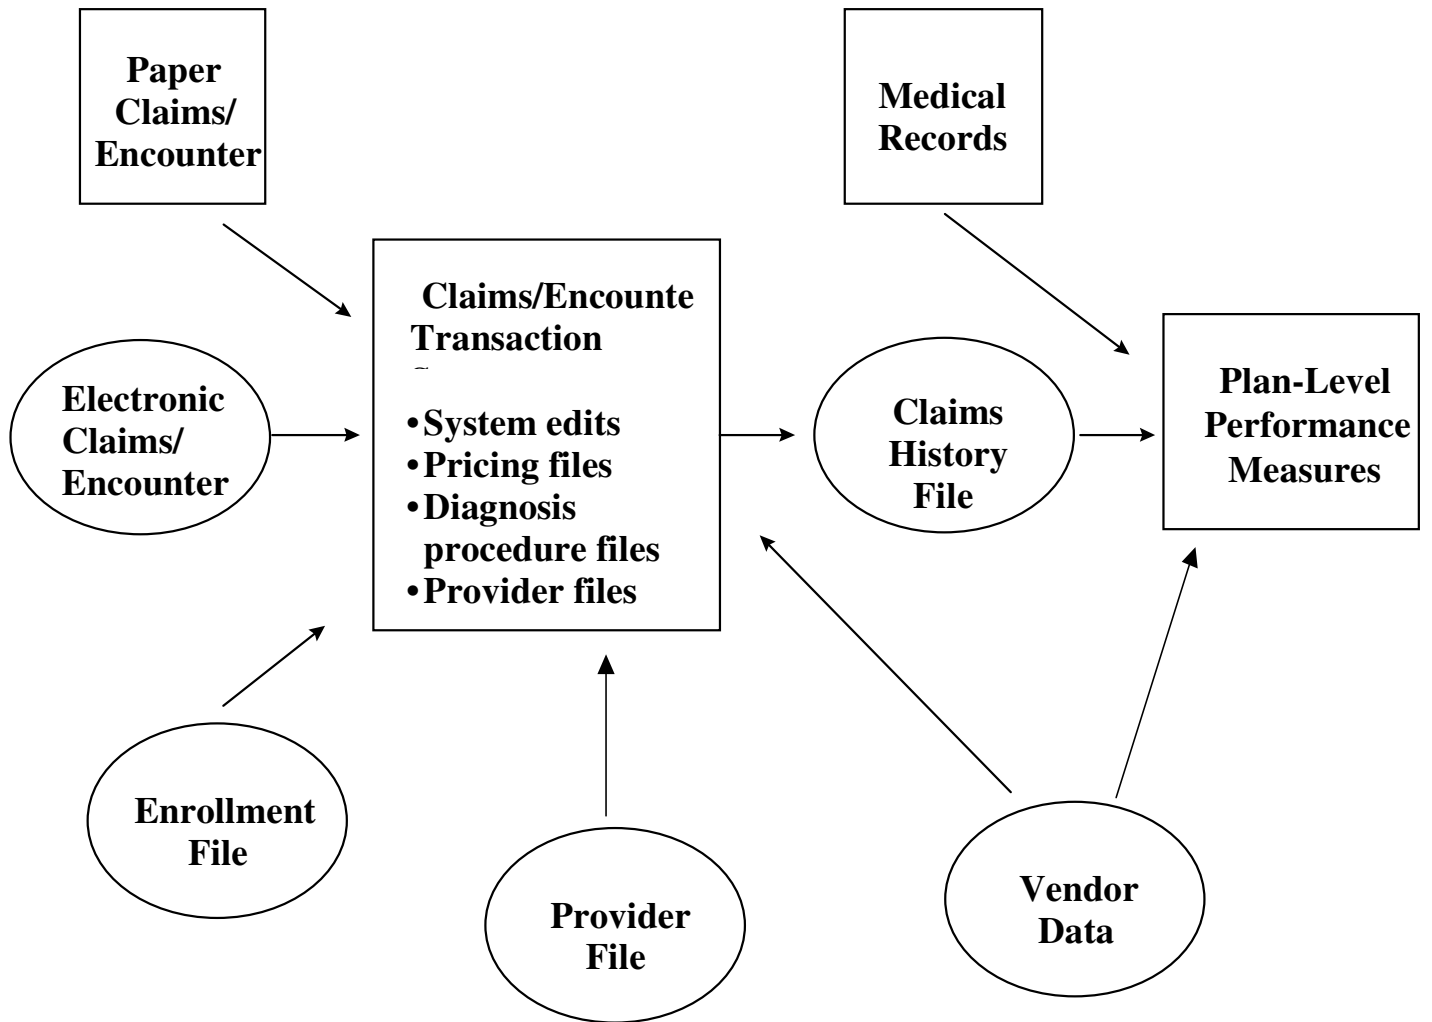 Paper
Claims/
Encounter
Medical
Records
Claims/Encounte
Transaction
•System edits
•Pricing files
•Diagnosis
procedure files
•Provider files
Electronic
Claims/
Encounter
Claims
History
File
Plan-Level
Performance
Measures
Enrollment
File
Provider
File
Vendor
Data